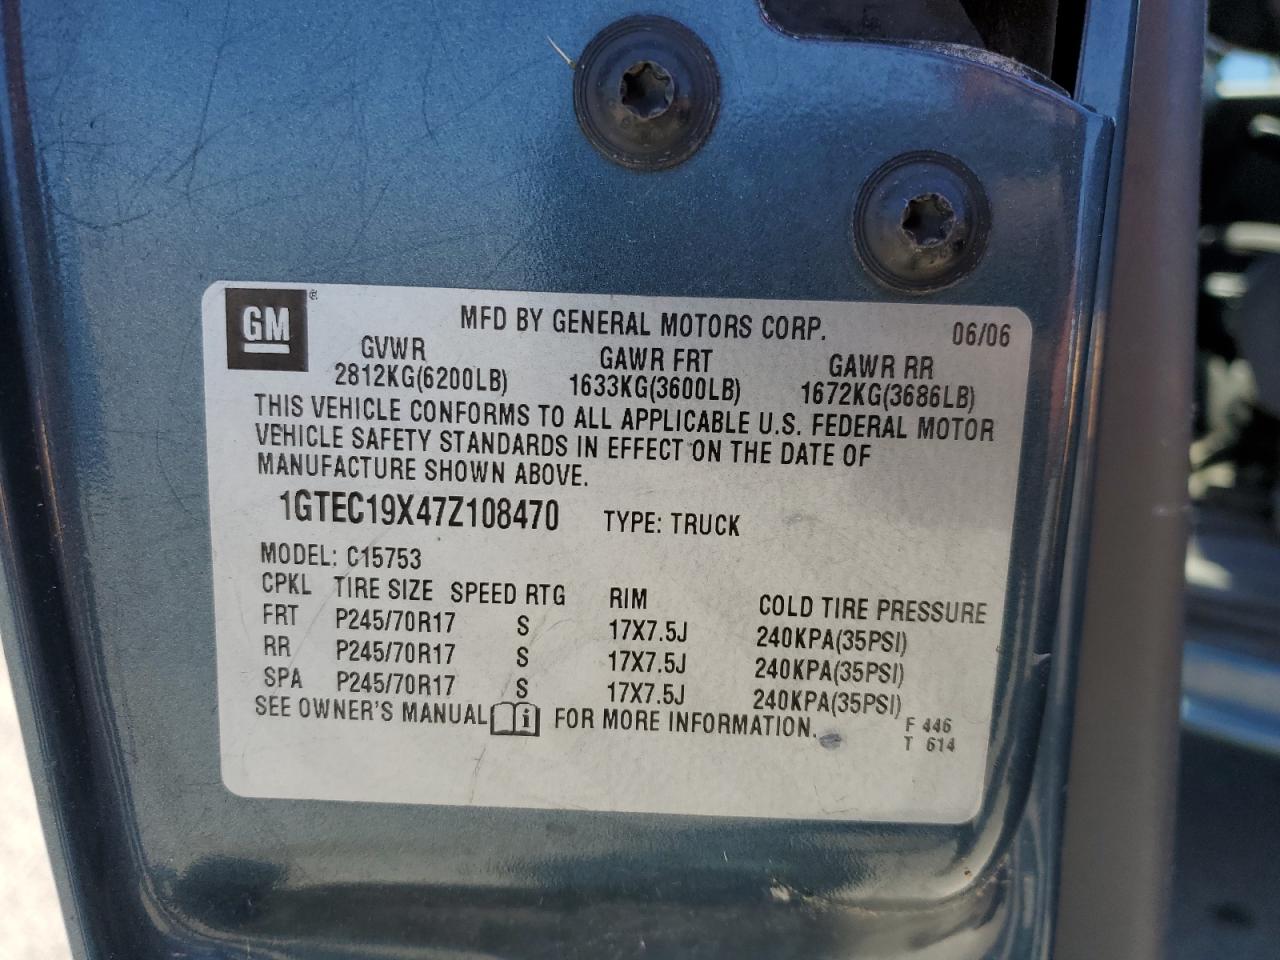 GM ®
MFD BY GENERAL MOTORS CORP. 06/06
GVWR GAWR FRT GAWR RR
2812KG(6200LB) 1633KG(3600LB) 1672KG(3686LB)
THIS VEHICLE CONFORMS TO ALL APPLICABLE U.S. FEDERAL MOTOR
VEHICLE SAFETY STANDARDS IN EFFECT ON THE DATE OF
MANUFACTURE SHOWN ABOVE.
1GTEC19X47Z108470 TYPE: TRUCK
MODEL: C15753
CPKL TIRE SIZE SPEED RTG RIM COLD TIRE PRESSURE
FRT P245/70R17 S 17X7.5J 240KPA(35PSI)
RR P245/70R17 S 17X7.5J 240KPA(35PSI)
SPA P245/70R17 S 17X7.5J 240KPA(35PSI)
SEE OWNER'S MANUAL i FOR MORE INFORMATION.
F 446
T 614